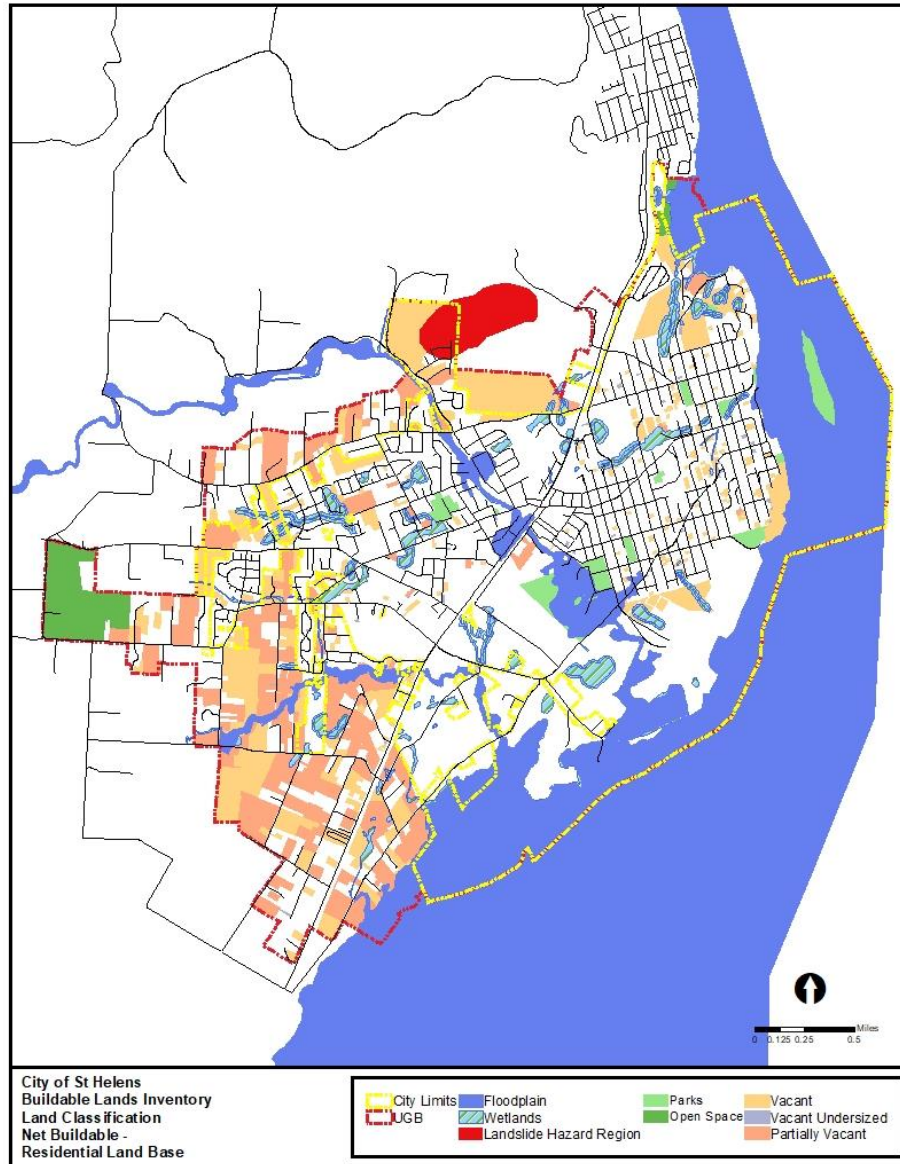 Miles
0 0.125 0.25 0.5
City of St Helens
Buildable Lands Inventory
Land Classification
Net Buildable -
Residential Land Base
City Limits Floodplain Parks Vacant
UGB Wetlands Open Space Vacant Undersized
Landslide Hazard Region Partially Vacant